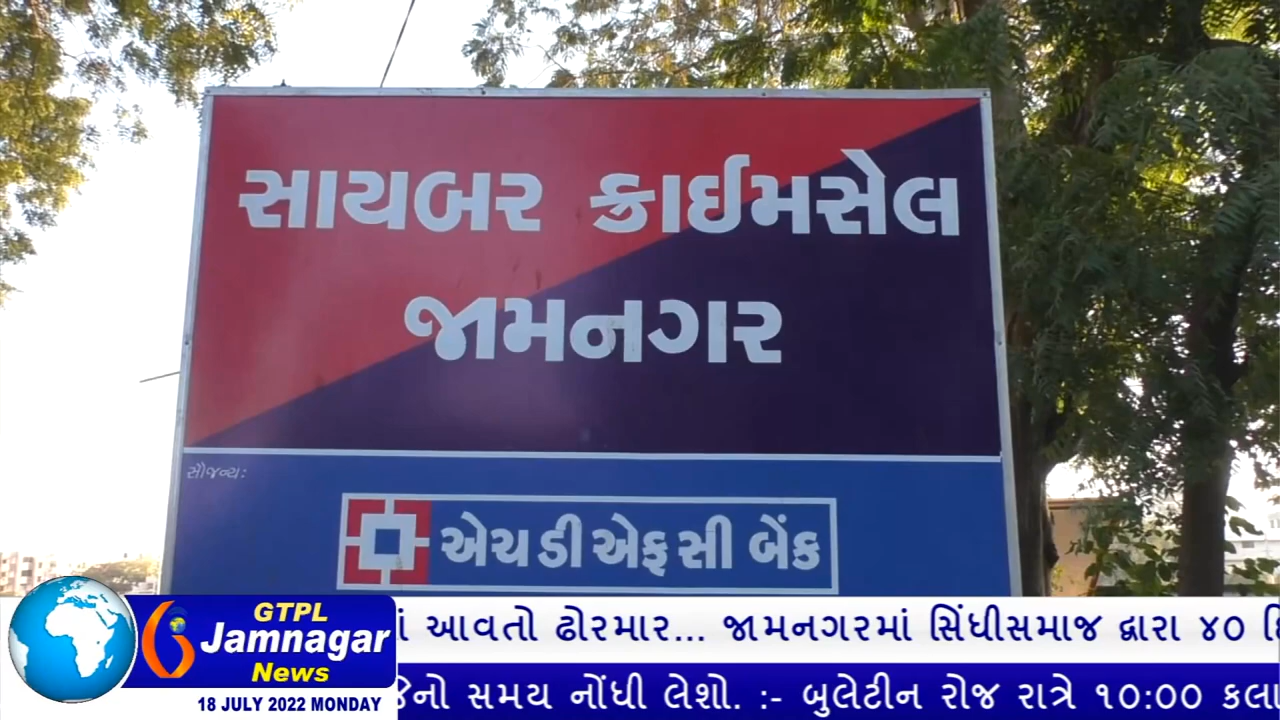 સાયબર ક્રાઈમસેલ
જામનગર
સૌજન્ય:
એચડીએફસી બેંક
GTPL
Jamnagar
News
18 JULY 2022 MONDAY
આવતો ઢોરમાર... જામનગરમાં સિંધીસમાજ દ્વારા ૪૦
સમય નોંધી લેશો. :- બુલેટીન રોજ રાત્રે ૧૦:૦૦